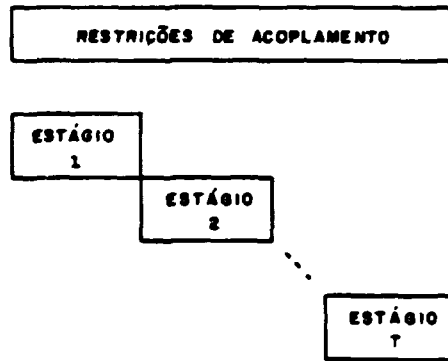 RESTRIÇÕES DE ACOPLAMENTO
ESTÁGIO
1
ESTÁGIO
2
ESTÁGIO
T